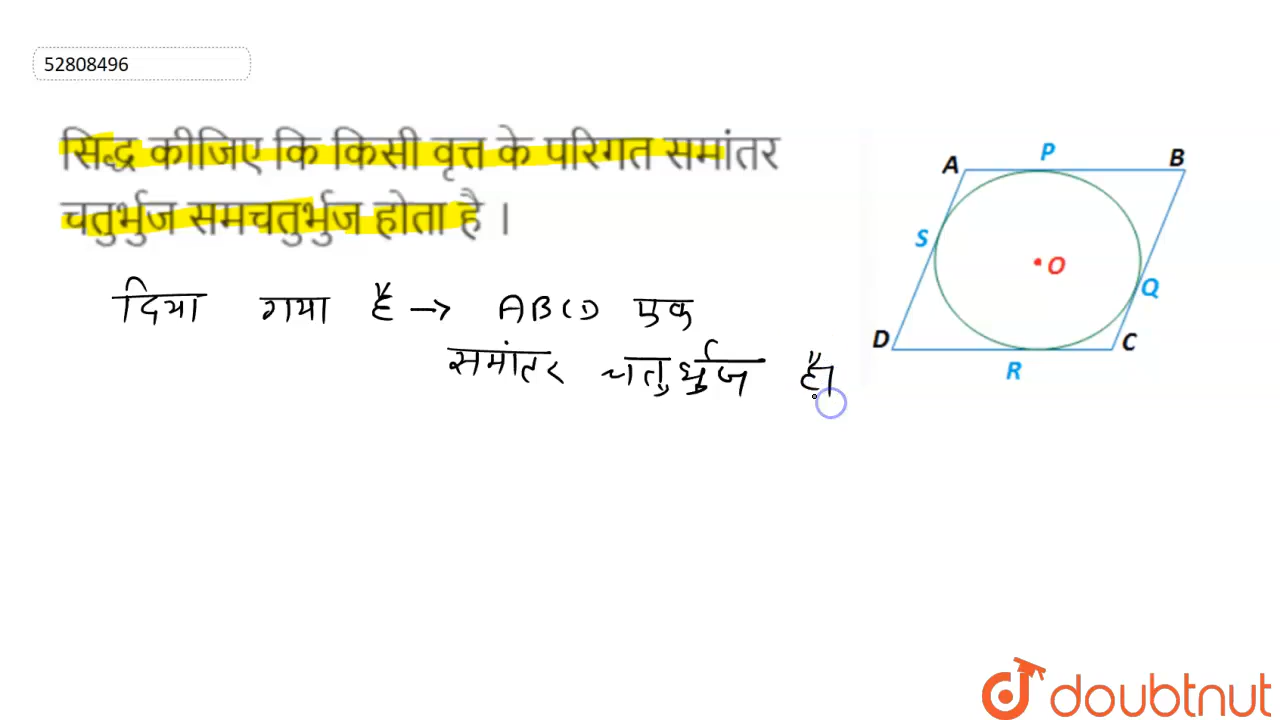 52808496
सिद्ध कीजिए कि किसी वृत्त के परिगत समांतर
चतुर्भुज समचतुर्भुज होता है ।
दिया गया है → ABCD एक
समांतर चतुर्भुज है।
A P B
S O Q
D R C
doubtnut